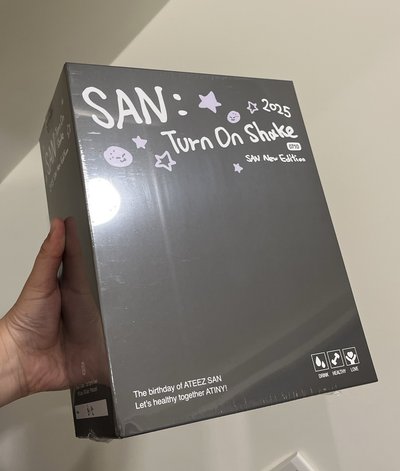 SAN:
2025
Turn On Shake
0710
SAN New Edition
The birthday of ATEEZ SAN
Let's healthy together ATINY!
DRINK HEALTHY LOVE